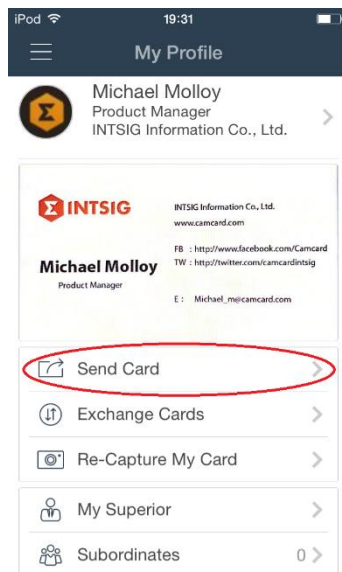 iPod 19:31
My Profile
Michael Molloy
Product Manager
INTSIG Information Co., Ltd.
INTSIG
INTSIG Information Co., Ltd.
www.camcard.com
FB : http://www.facebook.com/Camcard
TW : http://twitter.com/camcardintsig
Michael Molloy
Product Manager
E : Michael_m@camcard.com
Send Card
Exchange Cards
Re-Capture My Card
My Superior
Subordinates 0